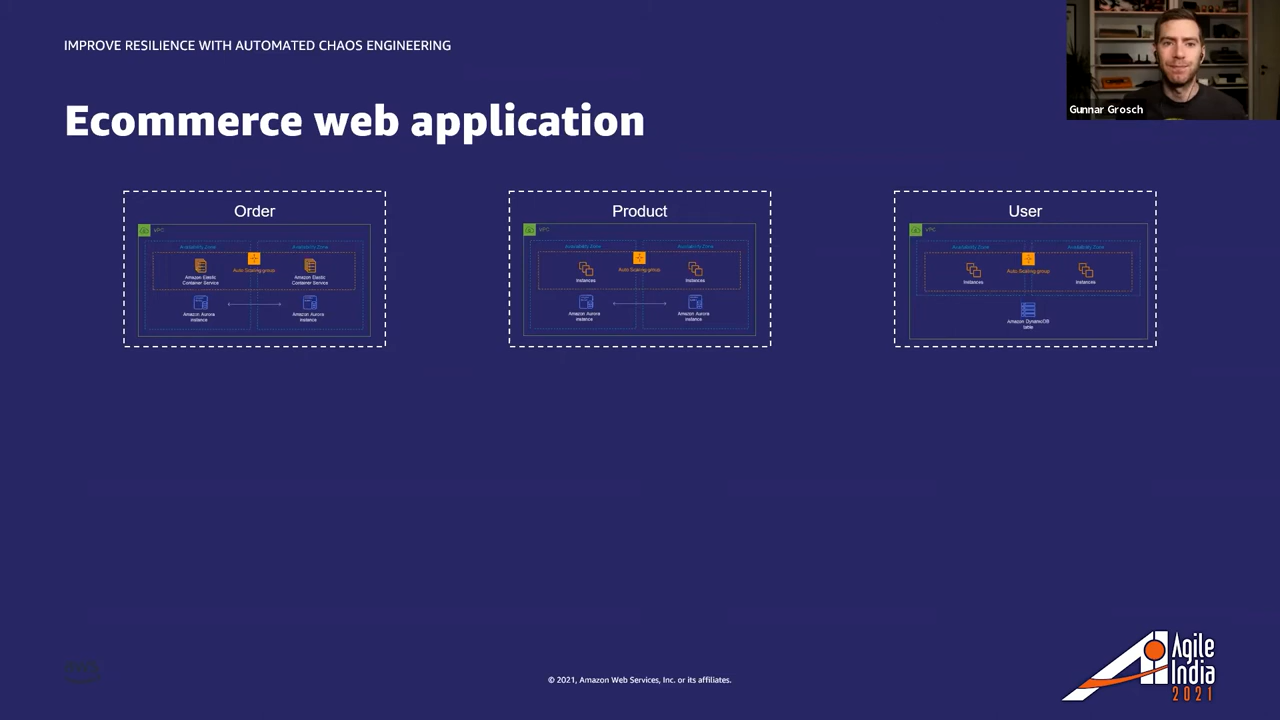 IMPROVE RESILIENCE WITH AUTOMATED CHAOS ENGINEERING
Gunnar Grosch
Ecommerce web application
Order
VPC
Availability Zone
Availability Zone
Auto Scaling group
Amazon Elastic
Container Service
Amazon Elastic
Container Service
Amazon Aurora
instance
Amazon Aurora
instance
Product
VPC
Availability Zone
Availability Zone
Auto Scaling group
Instances
Instances
Amazon Aurora
instance
Amazon Aurora
instance
User
VPC
Availability Zone
Availability Zone
Auto Scaling group
Instances
Instances
Amazon DynamoDB
table
© 2021, Amazon Web Services, Inc. or its affiliates.
Agile
India
2021